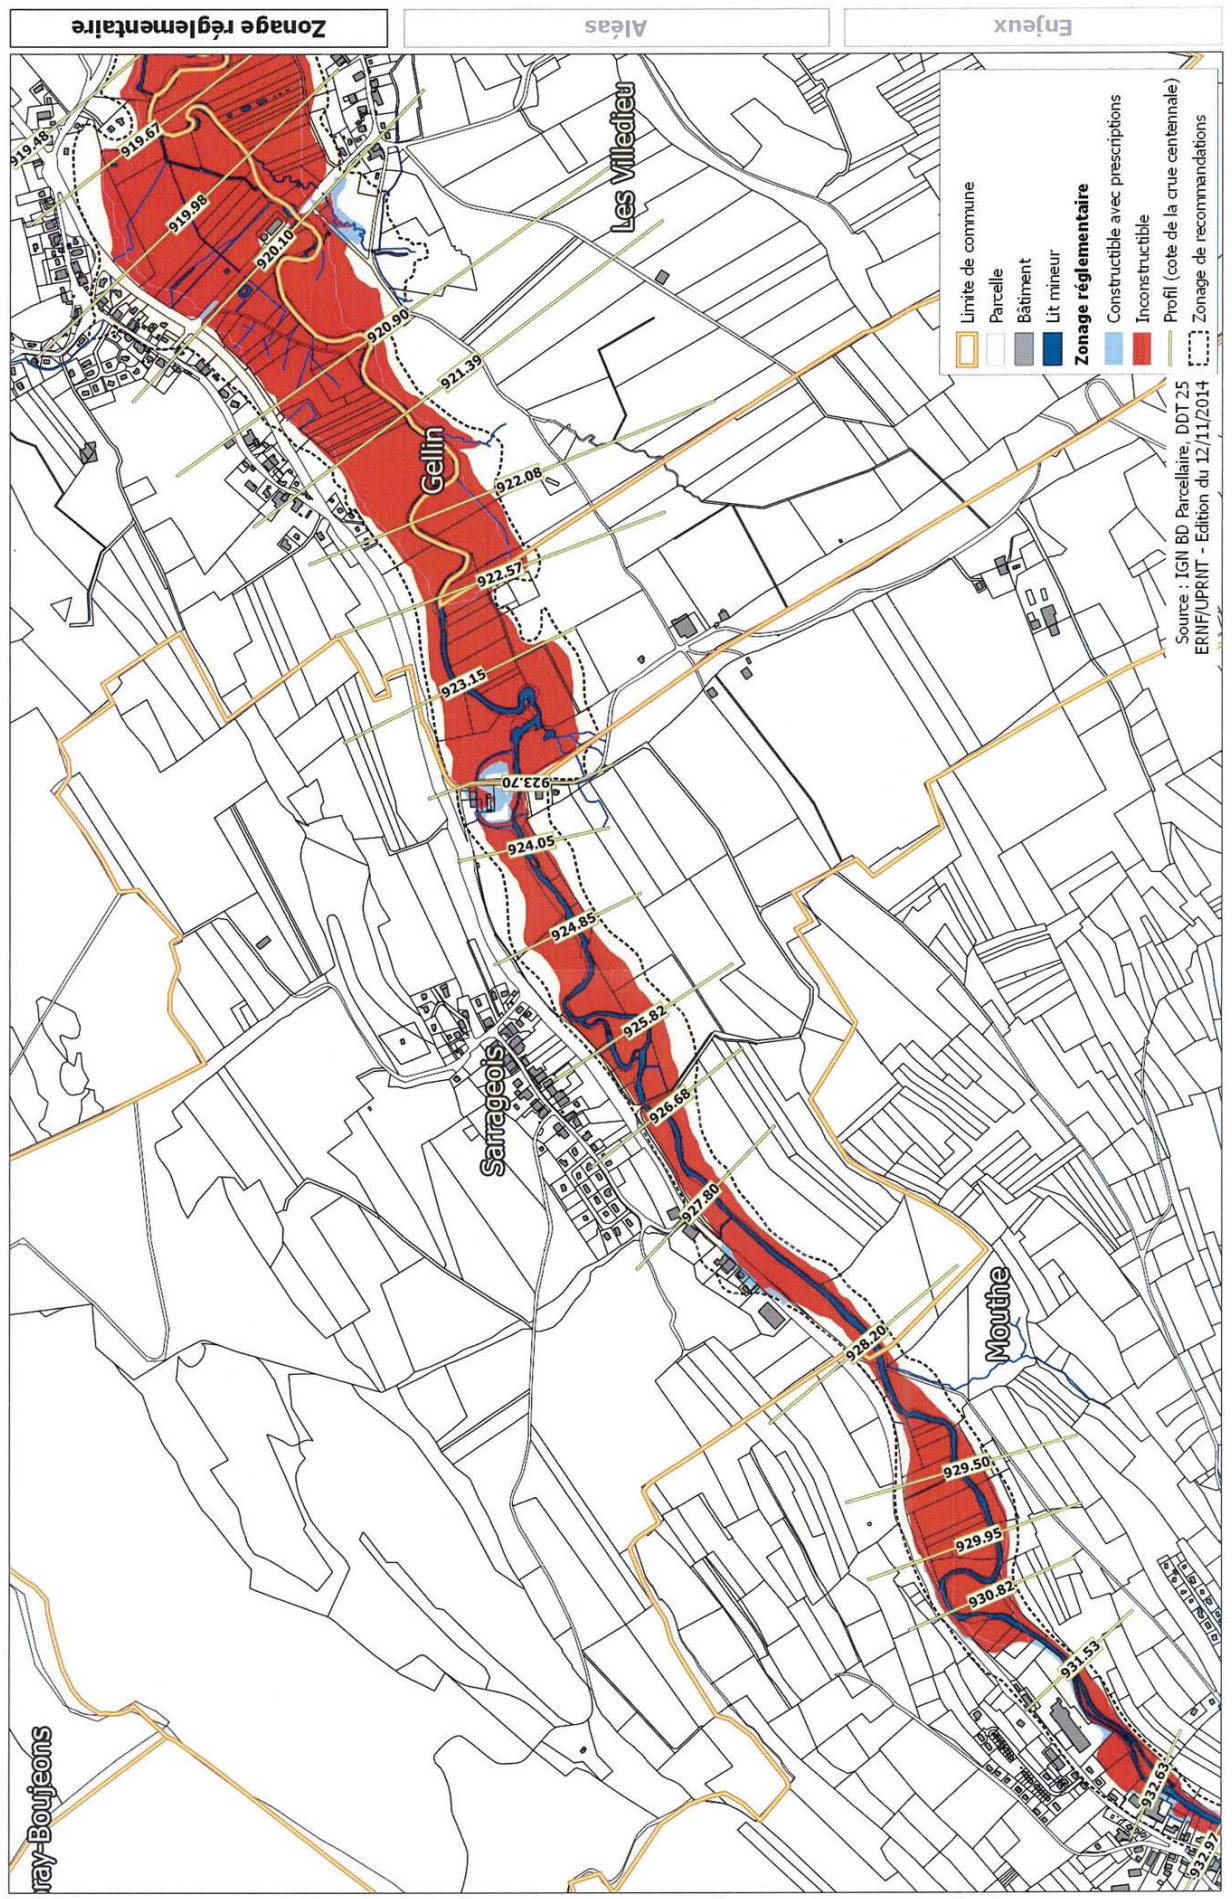 Zonage réglementaire
Aléas
Enjeux
919.48
919.67
919.98
920.10
920.90
921.39
Les Villedieu
Gellin
922.08
922.57
923.15
923.70
924.05
924.85
925.82
Sarrageois
926.68
927.80
928.20
Mouthe
929.50
929.95
930.82
931.53
932.63
932.97
ray-Boujeons
Limite de commune
Parcelle
Bâtiment
Lit mineur
Zonage réglementaire
Constructible avec prescriptions
Inconstructible
Profil (cote de la crue centennale)
Zonage de recommandations
Source : IGN BD Parcellaire, DDT 25
ERNF/UPRNT - Edition du 12/11/2014